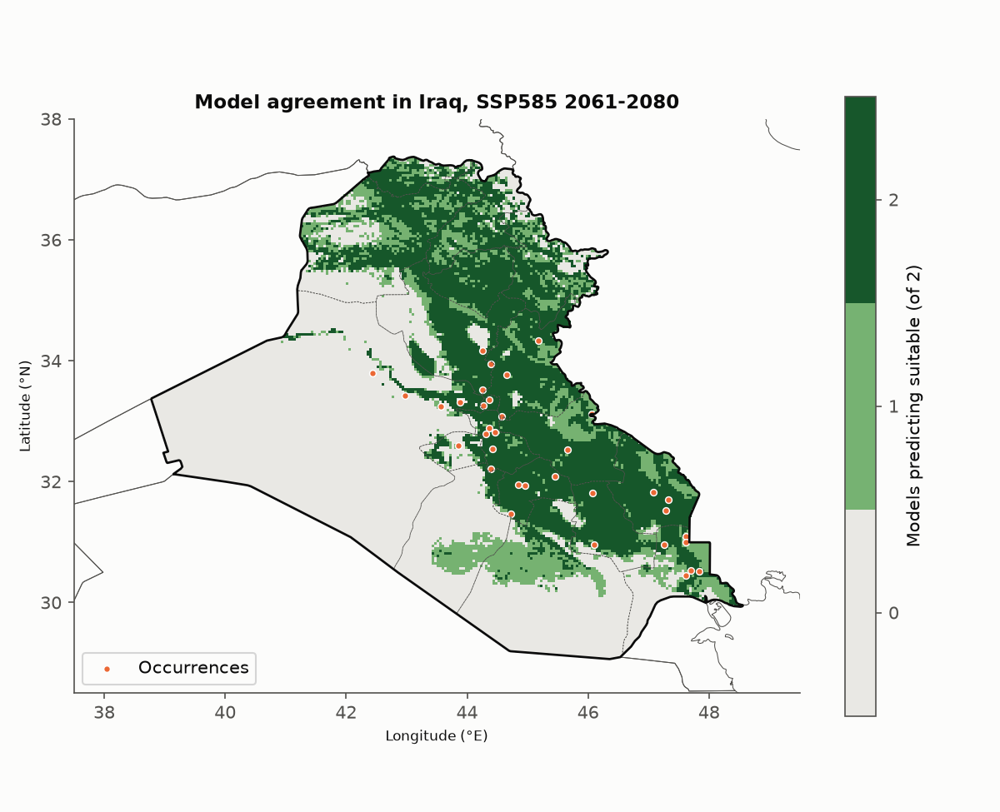 Model agreement in Iraq, SSP585 2061-2080
38
36
34
32
30
Latitude (°N)
Occurrences
38
40
42
44
46
48
Longitude (°E)
2
1
0
Models predicting suitable (of 2)